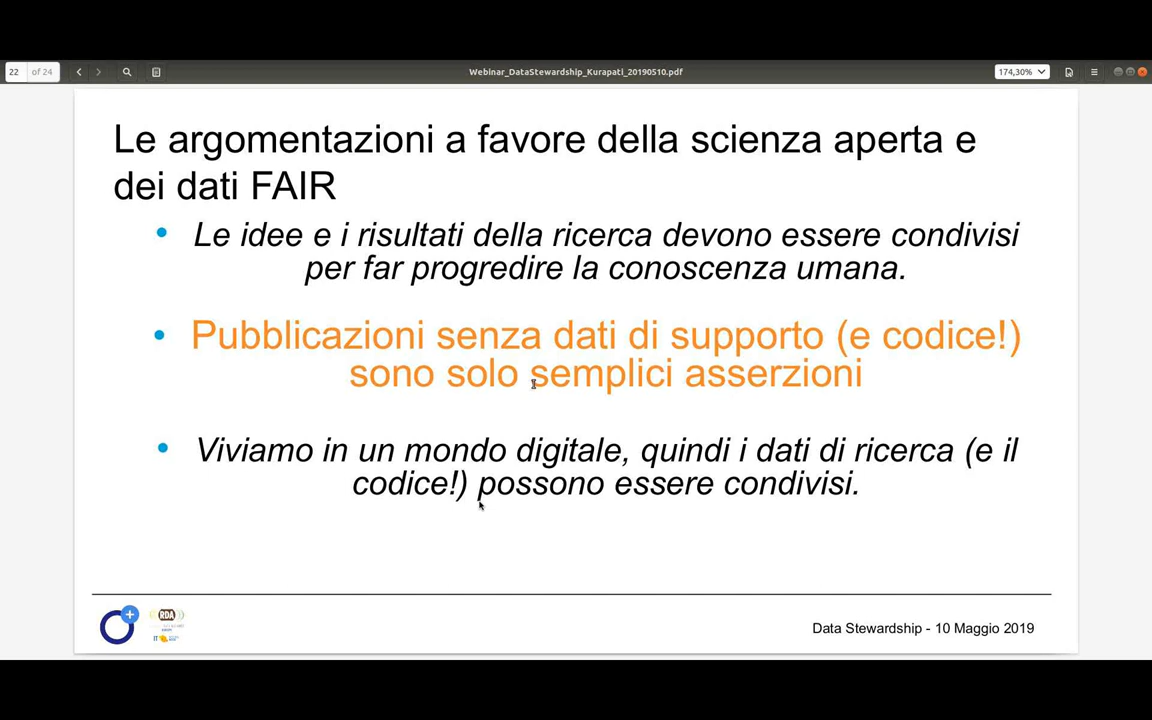 22 of 24
Webinar_DataStewardship_Kurapati_20190510.pdf
174,30%
Le argomentazioni a favore della scienza aperta e
dei dati FAIR
• Le idee e i risultati della ricerca devono essere condivisi
per far progredire la conoscenza umana.
• Pubblicazioni senza dati di supporto (e codice!)
sono solo semplici asserzioni
• Viviamo in un mondo digitale, quindi i dati di ricerca (e il
codice!) possono essere condivisi.
RDA
IT
Data Stewardship - 10 Maggio 2019